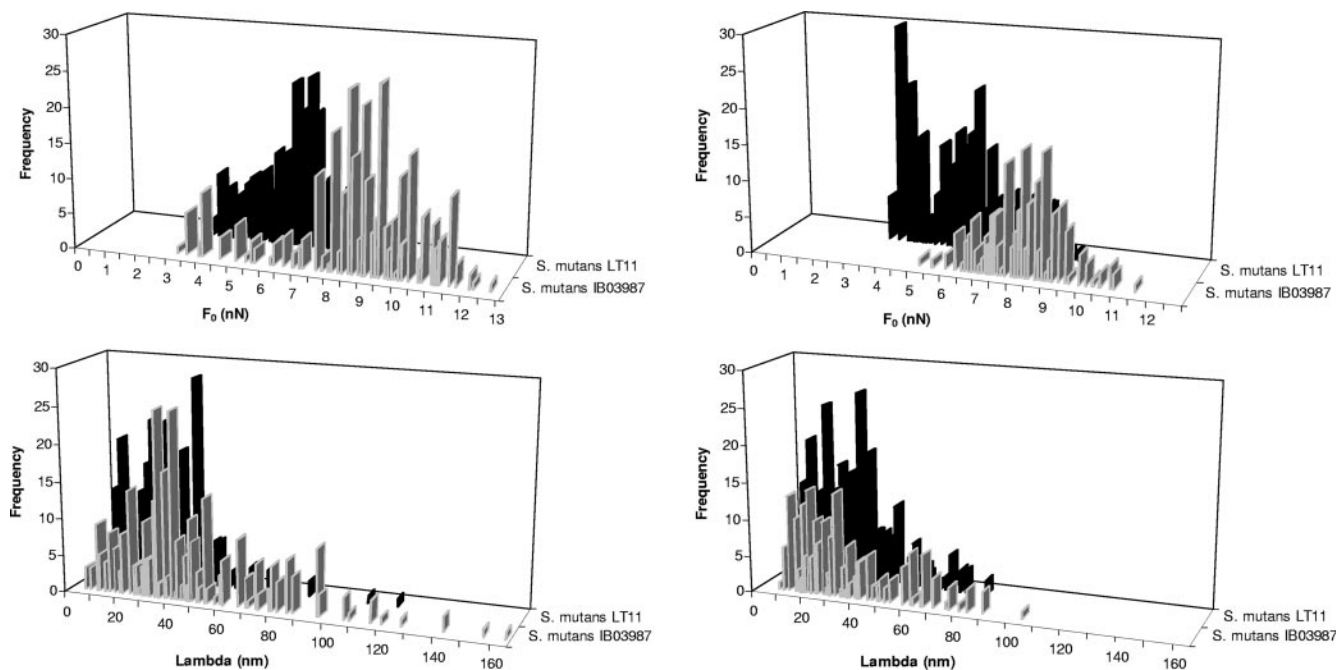 30
25
20
15
10
5
0
Frequency
0 1 2 3 4 5 6 7 8 9 10 11 12 13
F₀ (nN)
S. mutans LT11
S. mutans IB03987
30
25
20
15
10
5
0
Frequency
0 1 2 3 4 5 6 7 8 9 10 11 12
F₀ (nN)
S. mutans LT11
S. mutans IB03987
30
25
20
15
10
5
0
Frequency
0 20 40 60 80 100 120 140 160
Lambda (nm)
S. mutans LT11
S. mutans IB03987
30
25
20
15
10
5
0
Frequency
0 20 40 60 80 100 120 140 160
Lambda (nm)
S. mutans LT11
S. mutans IB03987